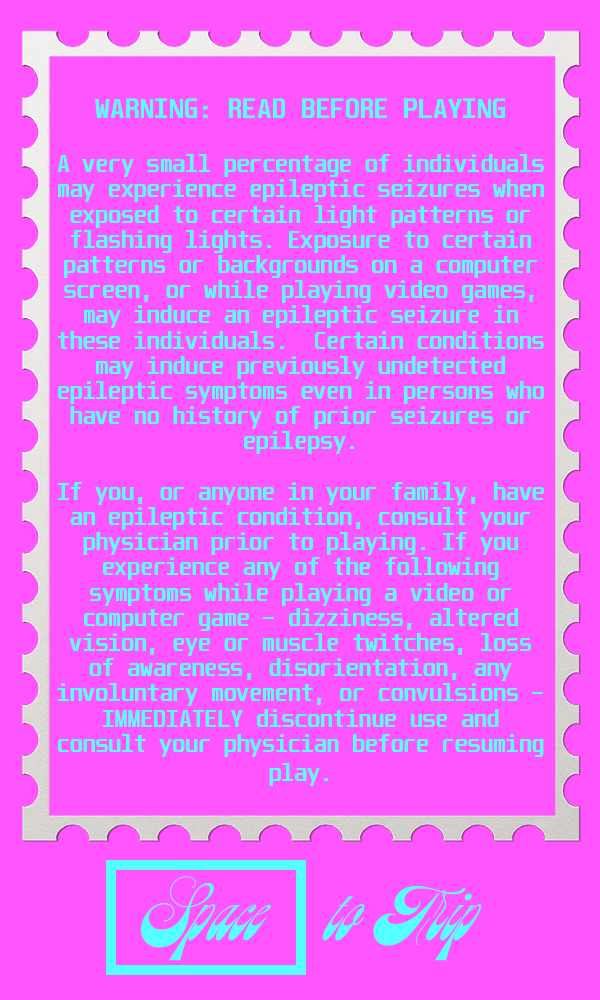 WARNING: READ BEFORE PLAYING
A very small percentage of individuals
may experience epileptic seizures when
exposed to certain light patterns or
flashing lights. Exposure to certain
patterns or backgrounds on a computer
screen, or while playing video games,
may induce an epileptic seizure in
these individuals.  Certain conditions
may induce previously undetected
epileptic symptoms even in persons who
have no history of prior seizures or
epilepsy.
If you, or anyone in your family, have
an epileptic condition, consult your
physician prior to playing. If you
experience any of the following
symptoms while playing a video or
computer game – dizziness, altered
vision, eye or muscle twitches, loss
of awareness, disorientation, any
involuntary movement, or convulsions –
IMMEDIATELY discontinue use and
consult your physician before resuming
play.
Space to Trip